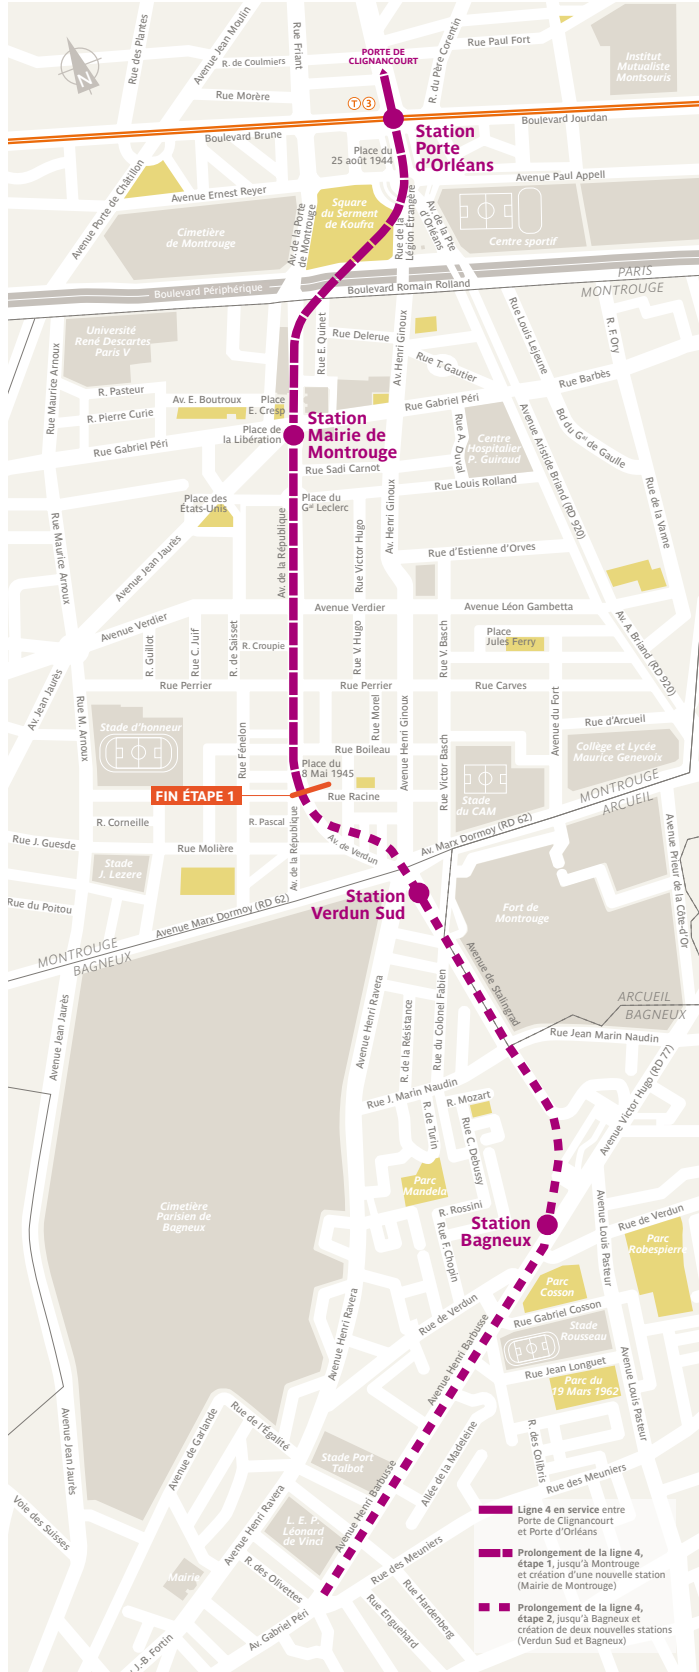 Rue des Plantes
Avenue Jean Moulin
Rue Friant
PORTE DE
CLIGNANCOURT
R. du Père Corentin
Rue Paul Fort
Institut
Mutualiste
Montsouris
R. de Coulmiers
Rue Morère
N
T 3
Boulevard Brune
Boulevard Jourdan
Station
Porte
d'Orléans
Place du
25 août 1944
Avenue Porte de Châtillon
Avenue Ernest Reyer
Avenue Paul Appell
Square
du Serment
de Koufra
Cimetière
de Montrouge
Av. de la Porte
de Montrouge
Rue de la
Légion Étrangère
Av. de la Pte
d'Orléans
Centre sportif
Boulevard Périphérique
Boulevard Romain Rolland
PARIS
MONTROUGE
Université
René Descartes
Paris V
Rue Maurice Arnoux
Rue E. Quinet
Rue Delerue
Av. Henri Ginoux
Rue T. Gautier
Rue Louis Lejeune
R. F. Ory
Rue Barbès
R. Pasteur
Av. E. Boutroux
Place
E. Cresp
R. Pierre Curie
Rue Gabriel Péri
Place de
la Libération
Station
Mairie de
Montrouge
Rue Gabriel Péri
Rue A. Duval
Centre
Hospitalier
P. Guiraud
Avenue Aristide Briand (RD 920)
Bd du Gal de Gaulle
Rue Sadi Carnot
Rue Louis Rolland
Rue de la Vanne
Place des
États-Unis
Place du
Gal Leclerc
Rue Maurice Arnoux
Avenue Jean Jaurès
Av. de la République
Rue Victor Hugo
Av. Henri Ginoux
Rue d'Estienne d'Orves
Avenue Verdier
Avenue Verdier
Avenue Léon Gambetta
R. Guillot
Rue C. Juif
R. de Saisset
R. Croupie
Rue V. Hugo
Rue V. Basch
Place
Jules Ferry
Av. A. Briand (RD 920)
Av. Jean Jaurès
Rue Perrier
Rue Perrier
Rue Carves
Rue M. Arnoux
Stade d'honneur
Rue Fénelon
Rue Morel
Avenue Henri Ginoux
Rue Victor Basch
Avenue du Fort
Rue d'Arcueil
Collège et Lycée
Maurice Genevoix
Rue Boileau
Place du
8 Mai 1945
Stade
du CAM
MONTROUGE
ARCUEIL
FIN ÉTAPE 1
Rue Racine
R. Corneille
R. Pascal
Av. de la République
Av. de Verdun
Av. Marx Dormoy (RD 62)
Avenue Prieur de la Côte-d'Or
Rue J. Guesde
Rue Molière
Stade
J. Lezere
Station
Verdun Sud
Fort de
Montrouge
Rue du Poitou
Avenue Marx Dormoy (RD 62)
MONTROUGE
BAGNEUX
Avenue de Stalingrad
ARCUEIL
BAGNEUX
Avenue Jean Jaurès
Avenue Henri Ravera
R. de la Résistance
Rue du Colonel Fabien
Rue Jean Marin Naudin
Rue J. Marin Naudin
R. Mozart
R. de Turin
Rue C. Debussy
Avenue Victor Hugo (RD 77)
Parc
Mandela
Cimetière
Parisien de
Bagneux
R. Rossini
Rue F. Chopin
Station
Bagneux
Avenue Louis Pasteur
Rue de Verdun
Parc
Robespierre
Parc
Cosson
Rue de Verdun
Avenue Henri Ravera
Avenue Henri Barbusse
Rue Gabriel Cosson
Stade
Rousseau
Rue Jean Longuet
Parc du
19 Mars 1962
Avenue Louis Pasteur
Avenue Jean Jaurès
Avenue de Garlande
Rue de l'Égalité
Stade Port
Talbot
Allée de la Madeleine
R. des Colibris
Rue des Meuniers
Voie des Suisses
Avenue Henri Ravera
L. E. P.
Léonard
de Vinci
Avenue Henri Barbusse
Mairie
R. des Olivettes
Rue des Meuniers
Rue Hardenberg
Rue Enguehard
Av. Gabriel Péri
J.-B. Fortin
Ligne 4 en service entre
Porte de Clignancourt
et Porte d'Orléans
Prolongement de la ligne 4,
étape 1, jusqu'à Montrouge
et création d'une nouvelle station
(Mairie de Montrouge)
Prolongement de la ligne 4,
étape 2, jusqu'à Bagneux et
création de deux nouvelles stations
(Verdun Sud et Bagneux)